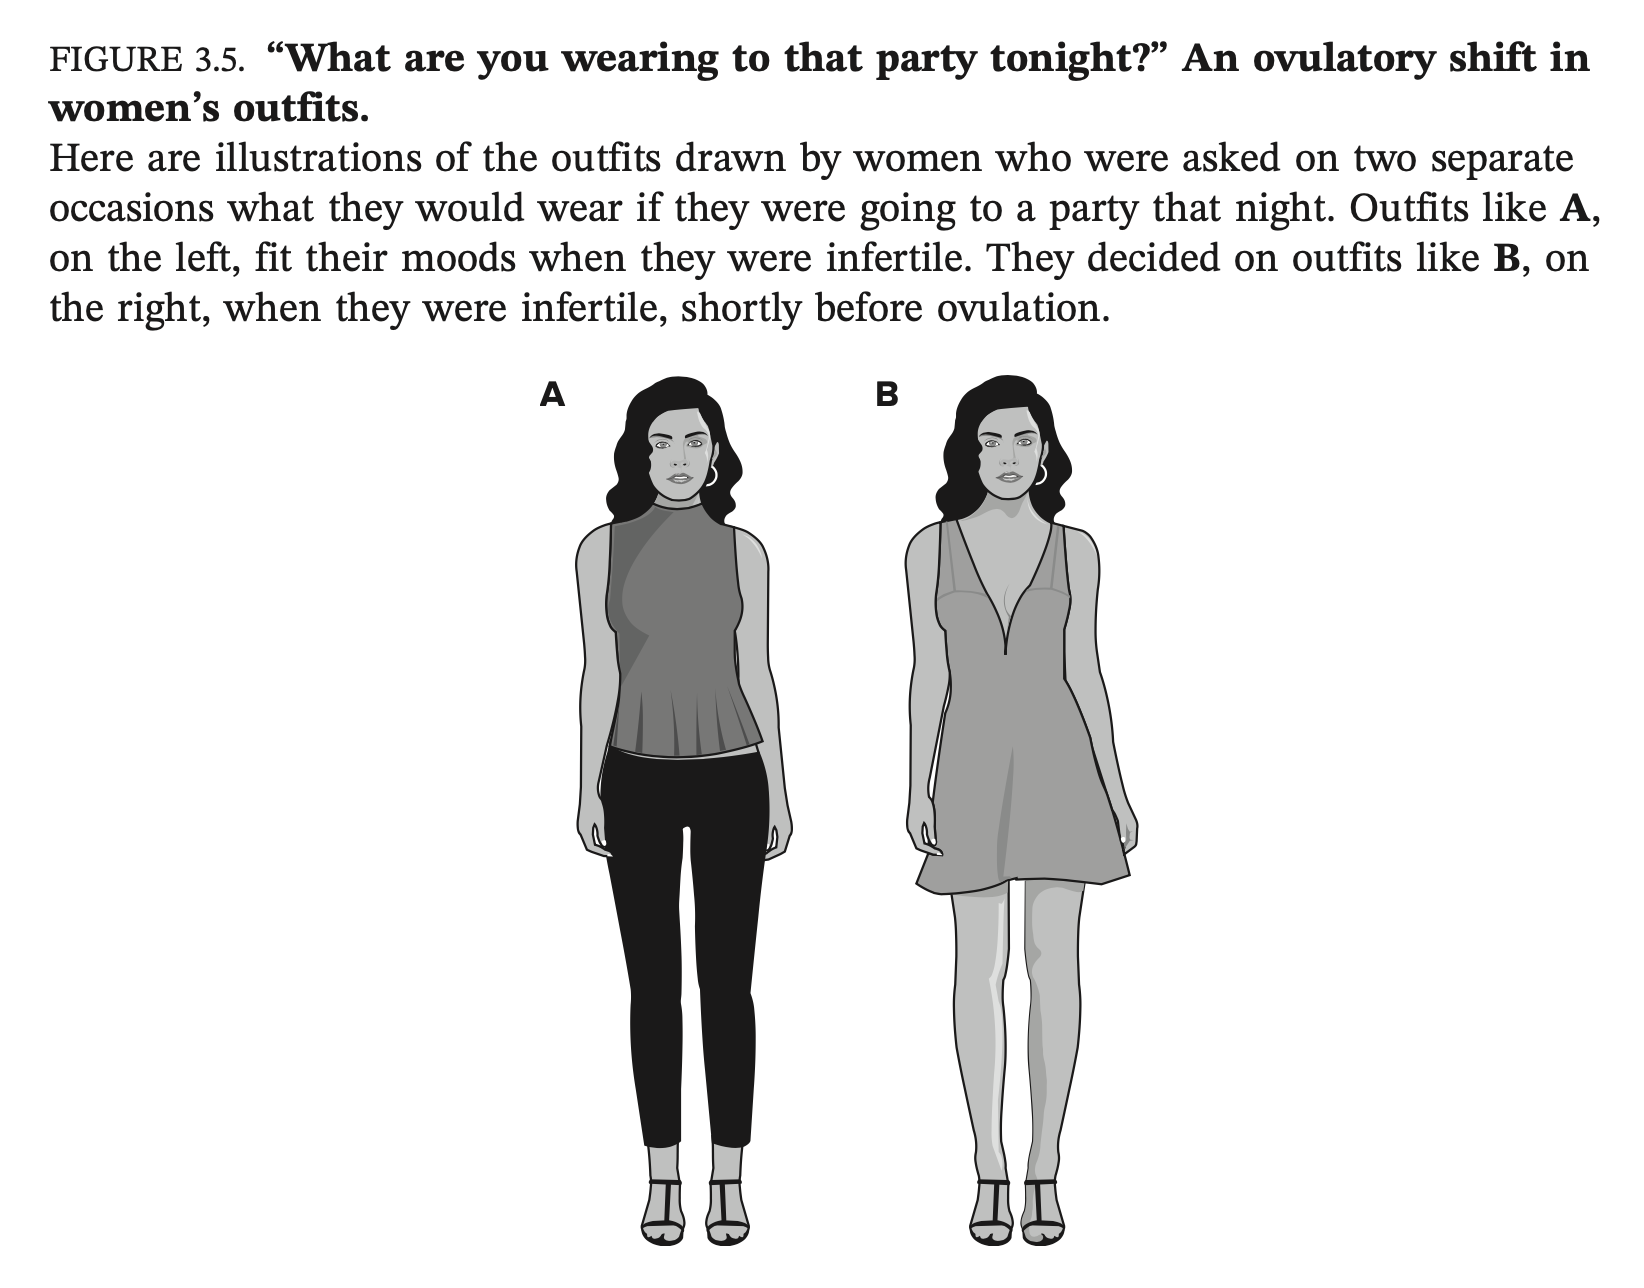 FIGURE 3.5. “What are you wearing to that party tonight?” An ovulatory shift in
women’s outfits.
Here are illustrations of the outfits drawn by women who were asked on two separate
occasions what they would wear if they were going to a party that night. Outfits like A,
on the left, fit their moods when they were infertile. They decided on outfits like B, on
the right, when they were infertile, shortly before ovulation.
A
B